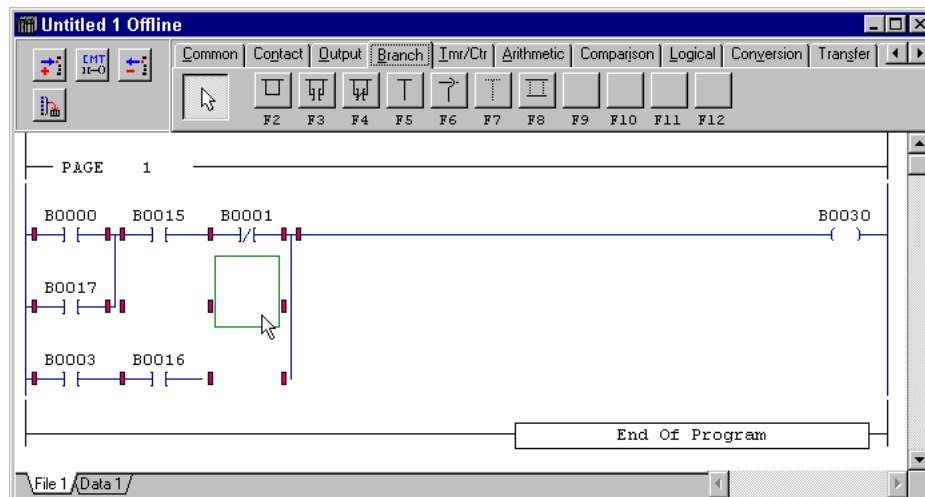 Untitled 1 Offline
CMT
Common Contact Output Branch Tmr/Ctr Arithmetic Comparison Logical Conversion Transfer
F2 F3 F4 F5 F6 F7 F8 F9 F10 F11 F12
PAGE 1
B0000 B0015 B0001 B0030
B0017
B0003 B0016
End Of Program
File 1 Data 1